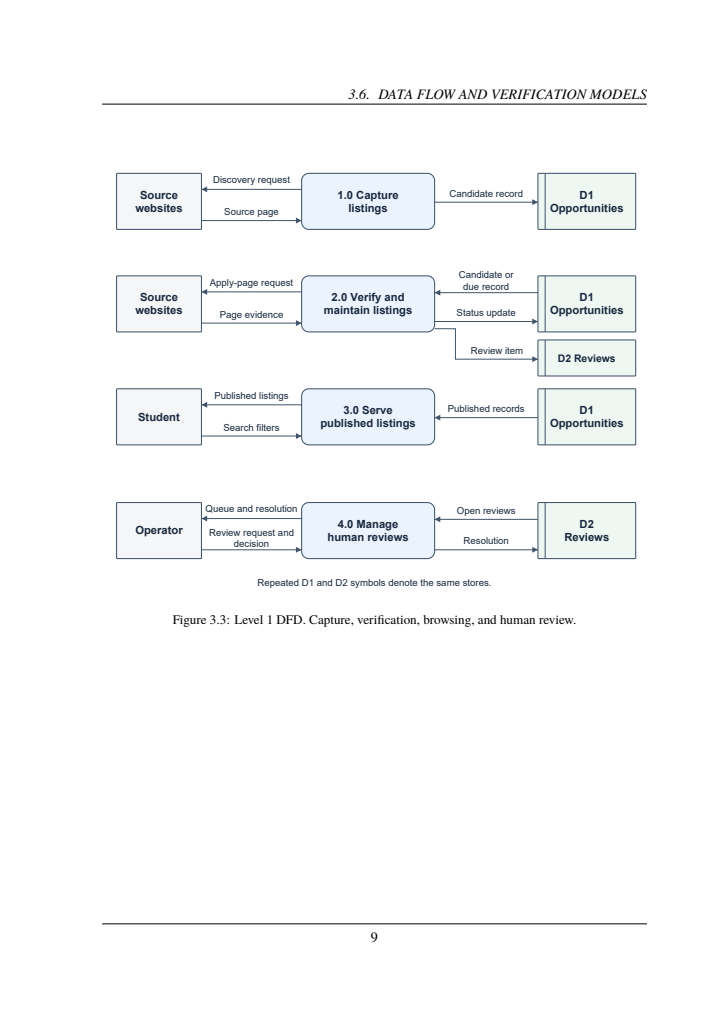 3.6. DATA FLOW AND VERIFICATION MODELS
Discovery request
Source
websites
Source page
1.0 Capture
listings
Candidate record
D1
Opportunities
Apply-page request
Source
websites
Page evidence
2.0 Verify and
maintain listings
Candidate or
due record
Status update
Review item
D1
Opportunities
D2 Reviews
Published listings
Student
Search filters
3.0 Serve
published listings
Published records
D1
Opportunities
Queue and resolution
Operator
Review request and
decision
4.0 Manage
human reviews
Open reviews
Resolution
D2
Reviews
Repeated D1 and D2 symbols denote the same stores.
Figure 3.3: Level 1 DFD. Capture, verification, browsing, and human review.
9